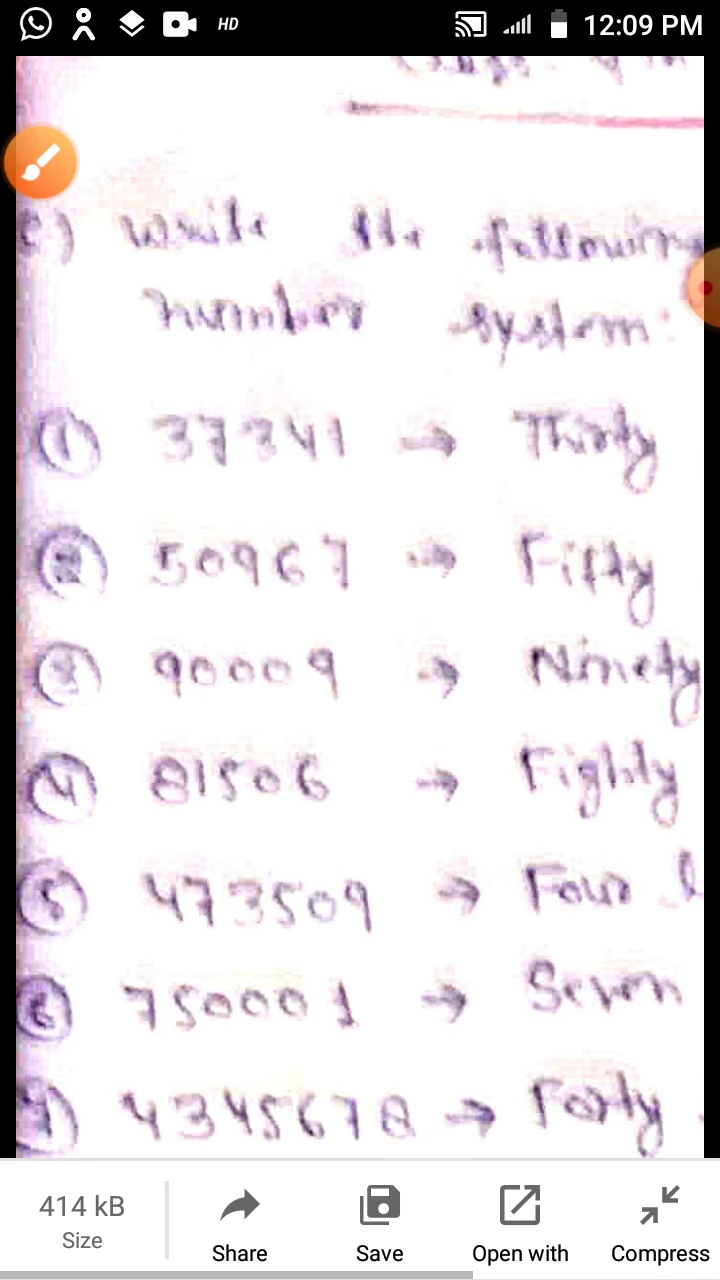 HD 12:09 PM
c) Write the following
number system:
① 37341 → Thirty
② 50967 → Fifty
③ 90009 → Ninety
④ 81506 → Eighty
⑤ 473509 → Four l
⑥ 750001 → Seven
⑦ 4345678 → Forty
414 kB
Size
Share Save Open with Compress